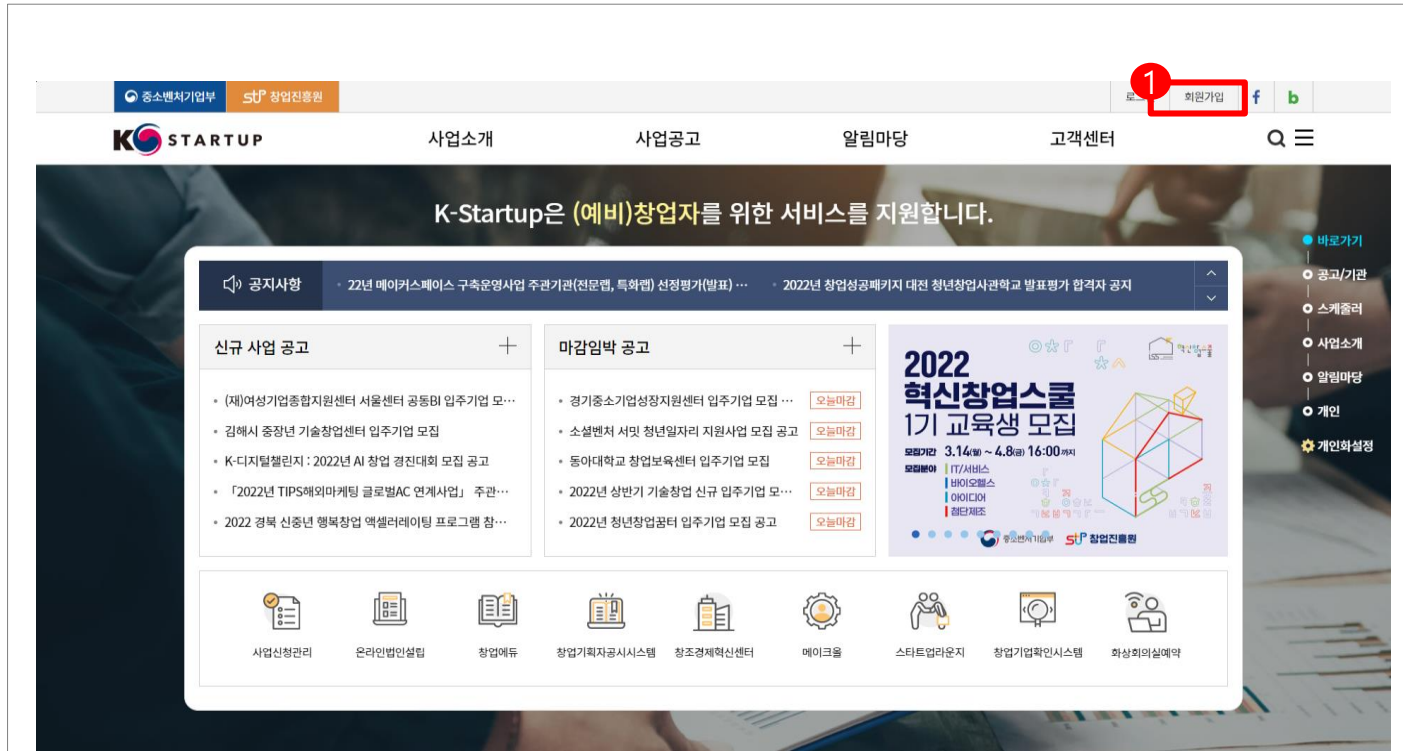 1
중소벤처기업부 창업진흥원 회원가입 f b
K STARTUP 사업소개 사업공고 알림마당 고객센터
K-Startup은 (예비)창업자를 위한 서비스를 지원합니다.
바로가기
공고/기관
스케줄러
사업소개
알림마당
개인
개인화설정
공지사항 22년 메이커스페이스 구축운영사업 주관기관(전문랩, 특화랩) 선정평가(발표) ··· 2022년 창업성공패키지 대전 청년창업사관학교 발표평가 합격자 공지
신규 사업 공고
(재)여성기업종합지원센터 서울센터 공동BI 입주기업 모···
김해시 중장년 기술창업센터 입주기업 모집
K-디지털챌린지 : 2022년 AI 창업 경진대회 모집 공고
「2022년 TIPS해외마케팅 글로벌AC 연계사업」 주관···
2022 경북 신중년 행복창업 액셀러레이팅 프로그램 참···
마감임박 공고
경기중소기업성장지원센터 입주기업 모집 ··· 오늘마감
소셜벤처 서밋 청년일자리 지원사업 모집 공고 오늘마감
동아대학교 창업보육센터 입주기업 모집 오늘마감
2022년 상반기 기술창업 신규 입주기업 모··· 오늘마감
2022년 청년창업꿈터 입주기업 모집 공고 오늘마감
2022
혁신창업스쿨
1기 교육생 모집
모집기간 3.14(월) ~ 4.8(금) 16:00까지
모집분야 IT/서비스
바이오헬스
아이디어
첨단제조
중소벤처기업부 창업진흥원
사업신청관리 온라인법인설립 창업에듀 창업기획자공시시스템 창조경제혁신센터 메이크올 스타트업라운지 창업기업확인시스템 화상회의실예약